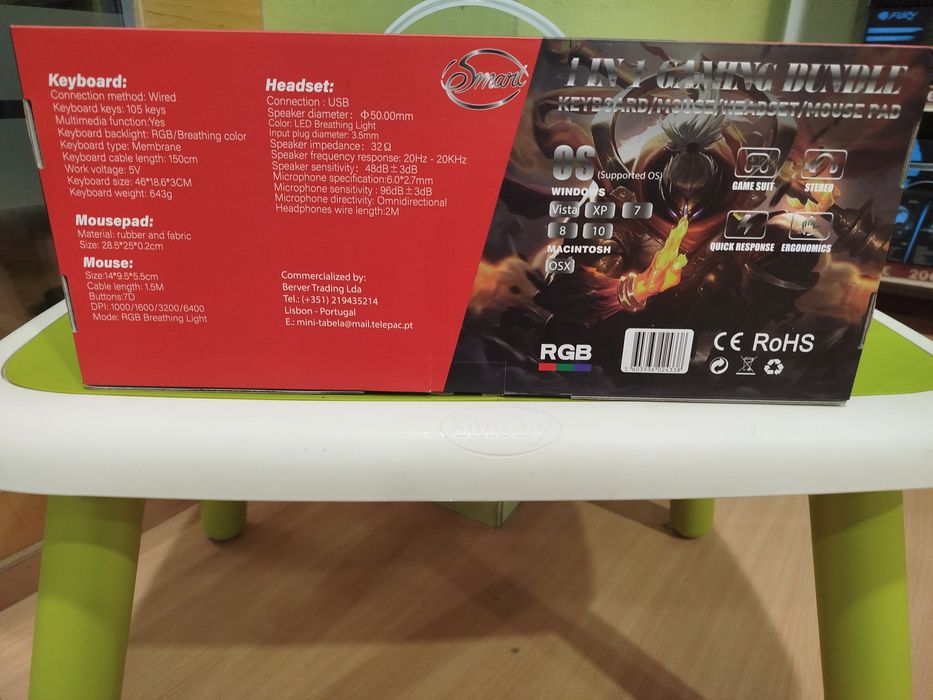 Keyboard:
Connection method: Wired
Keyboard keys: 105 keys
Multimedia function:Yes
Keyboard backlight: RGB/Breathing color
Keyboard type: Membrane
Keyboard cable length: 150cm
Work voltage: 5V
Keyboard size: 46*18.6*3CM
Keyboard weight: 643g
Mousepad:
Material: rubber and fabric
Size: 28.5*25*0.2cm
Mouse:
Size:14*9.5*5.5cm
Cable length: 1.5M
Buttons:7D
DPI: 1000/1600/3200/6400
Mode: RGB Breathing Light
Headset:
Connection : USB
Speaker diameter: Φ50.00mm
Color: LED Breathing Light
Input plug diameter: 3.5mm
Speaker impedance: 32Ω
Speaker frequency response: 20Hz - 20KHz
Speaker sensitivity: 48dB±3dB
Microphone specification:6.0*2.7mm
Microphone sensitivity : 96dB±3dB
Microphone directivity: Omnidirectional
Headphones wire length:2M
Commercialized by:
Berver Trading Lda
Tel.: (+351) 219435214
Lisbon - Portugal
E.: mini-tabela@mail.telepac.pt
Smart
4 IN 1 GAMING BUNDLE
KEYBOARD/MOUSE/HEADSET/MOUSE PAD
OS (Supported OS)
WINDOWS
Vista XP 7
8 10
MACINTOSH
OSX
GAME SUIT
STEREO
QUICK RESPONSE
ERGONOMICS
RGB
5 603936 024338
CE RoHS
FURY
smoby